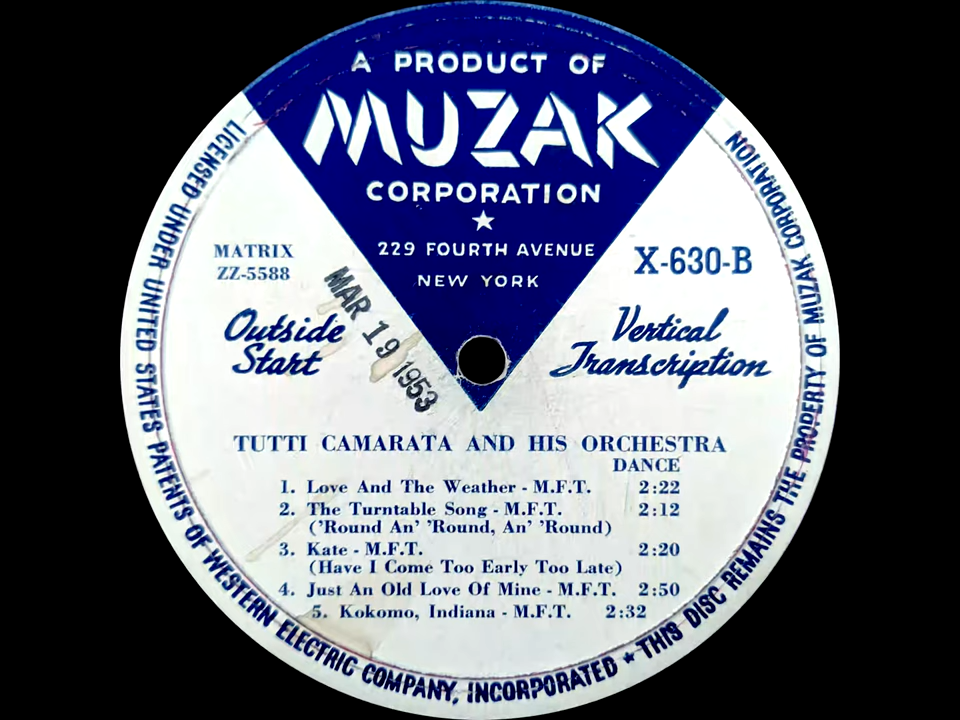 A PRODUCT OF
MUZAK
CORPORATION
229 FOURTH AVENUE
NEW YORK
MATRIX
ZZ-5588
X-630-B
MAR 19 1953
Outside
Start
Vertical
Transcription
TUTTI CAMARATA AND HIS ORCHESTRA
DANCE
1. Love And The Weather - M.F.T. 2:22
2. The Turntable Song - M.F.T. 2:12
('Round An' 'Round, An' 'Round)
3. Kate - M.F.T. 2:20
(Have I Come Too Early Too Late)
4. Just An Old Love Of Mine - M.F.T. 2:50
5. Kokomo, Indiana - M.F.T. 2:32
LICENSED UNDER UNITED STATES PATENTS OF WESTERN ELECTRIC COMPANY, INCORPORATED ★ THIS DISC REMAINS THE PROPERTY OF MUZAK CORPORATION